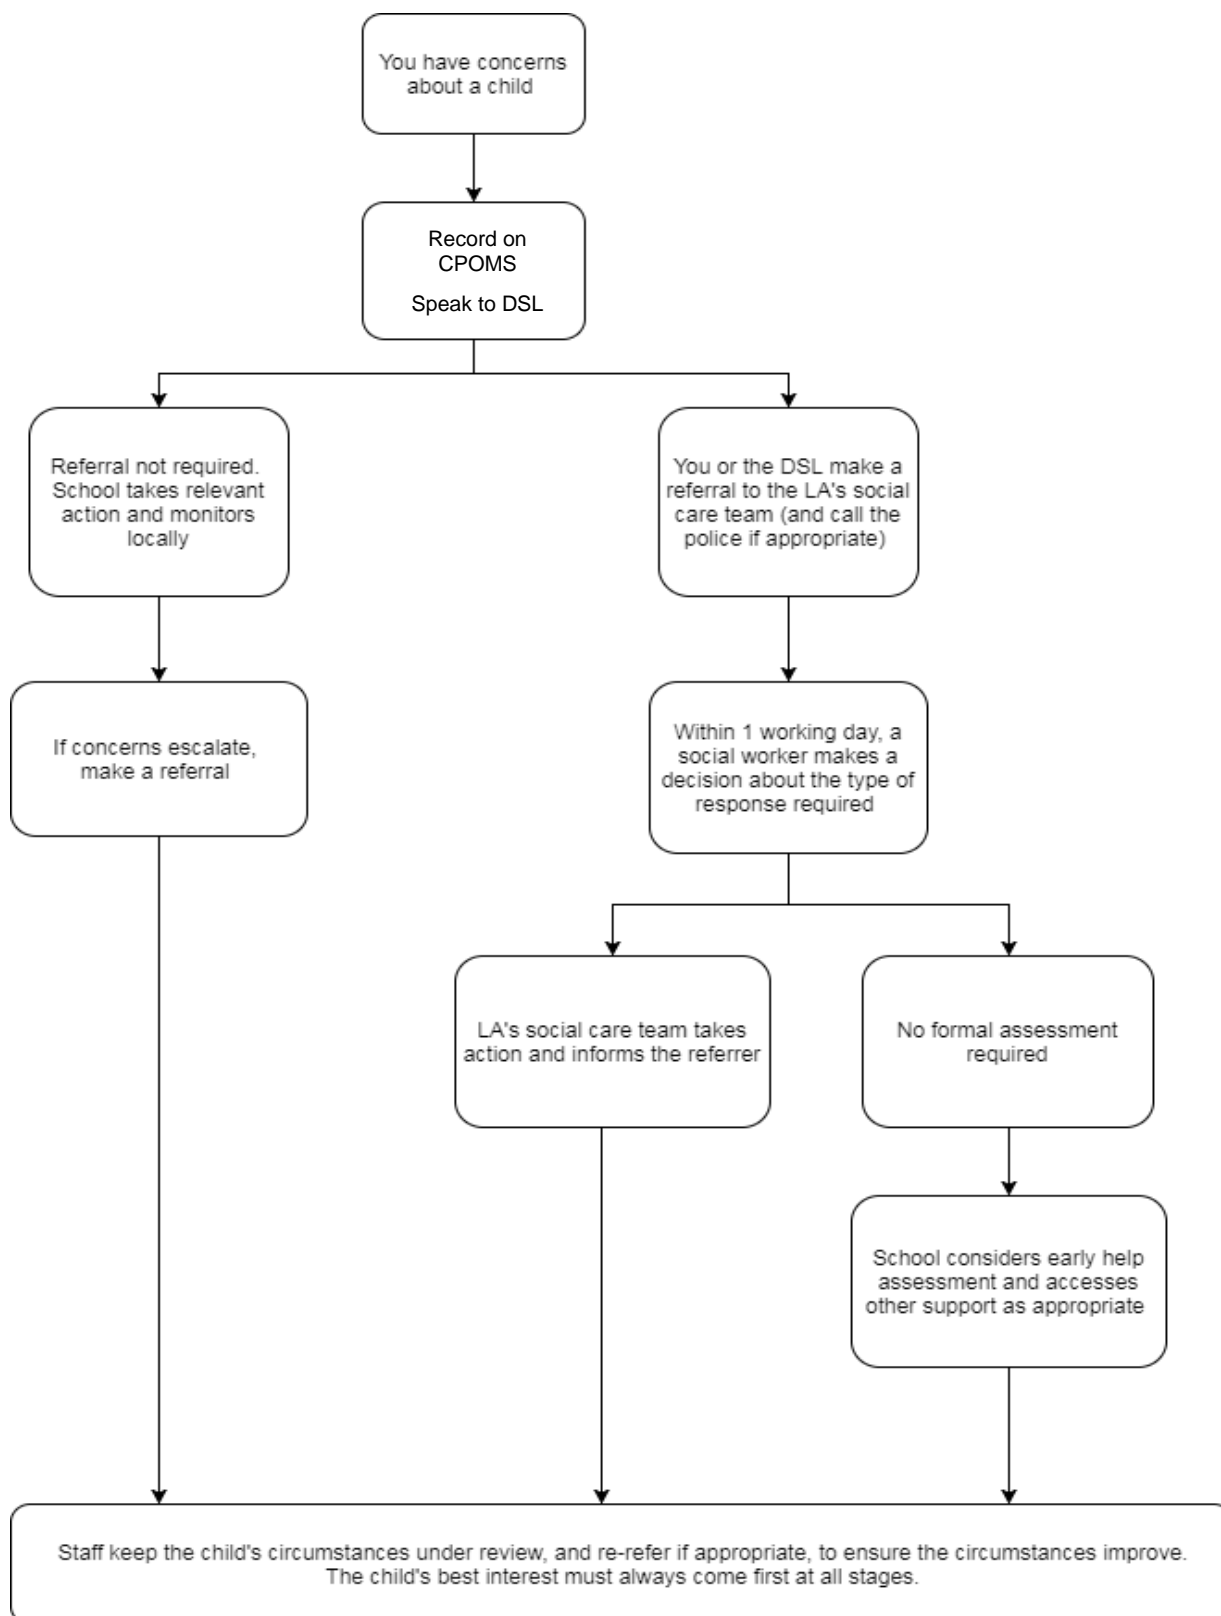 You have concerns
about a child
Record on
CPOMS
Speak to DSL
Referral not required.
School takes relevant
action and monitors
locally
You or the DSL make a
referral to the LA's social
care team (and call the
police if appropriate)
If concerns escalate,
make a referral
Within 1 working day, a
social worker makes a
decision about the type of
response required
LA's social care team takes
action and informs the referrer
No formal assessment
required
School considers early help
assessment and accesses
other support as appropriate
Staff keep the child's circumstances under review, and re-refer if appropriate, to ensure the circumstances improve.
The child's best interest must always come first at all stages.